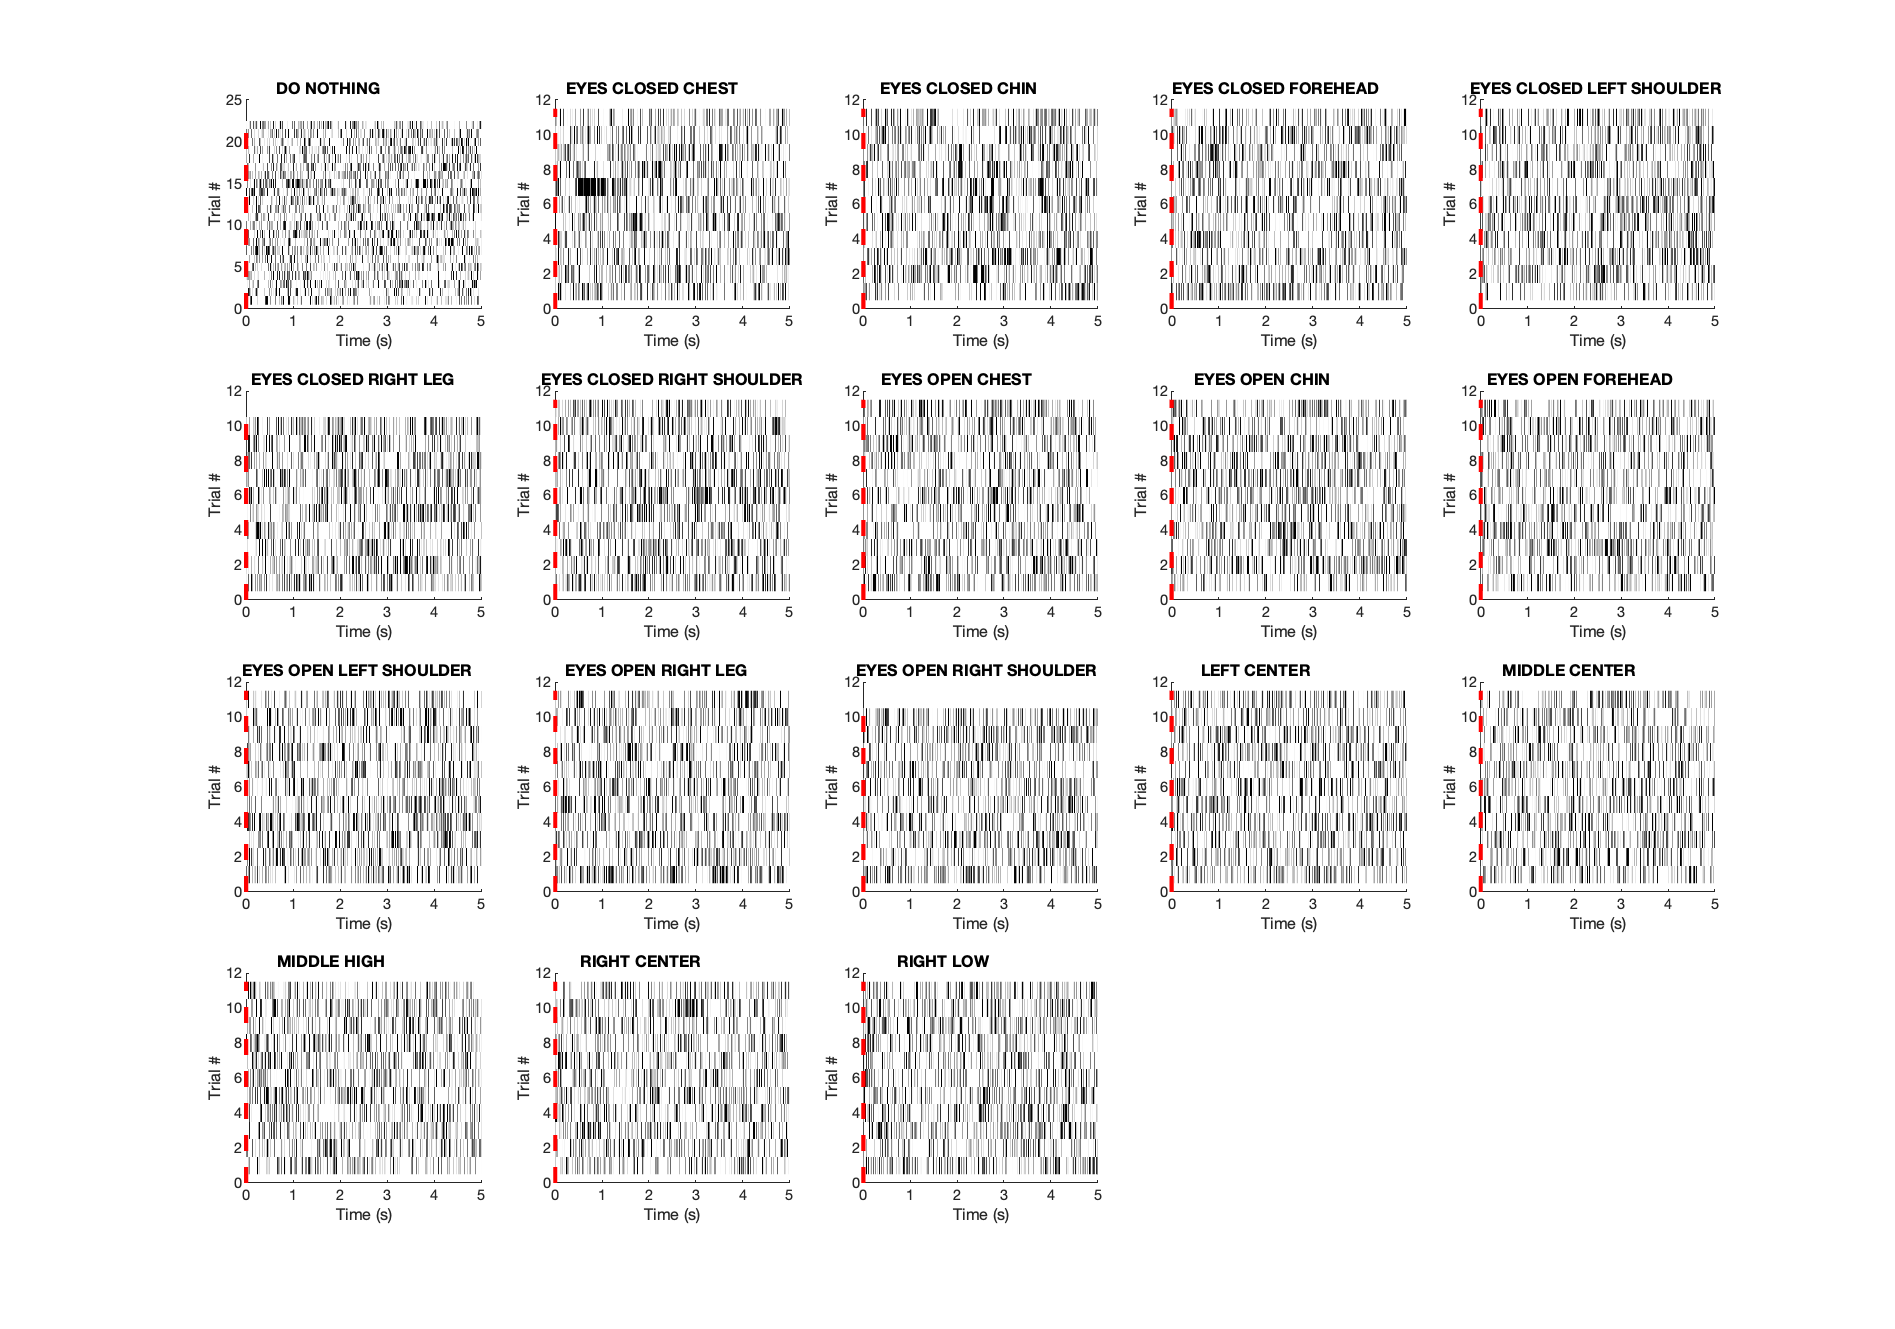 DO NOTHING
25
20
15
10
5
0
Trial #
0 1 2 3 4 5
Time (s)
EYES CLOSED CHEST
12
10
8
6
4
2
0
Trial #
0 1 2 3 4 5
Time (s)
EYES CLOSED CHIN
12
10
8
6
4
2
0
Trial #
0 1 2 3 4 5
Time (s)
EYES CLOSED FOREHEAD
12
10
8
6
4
2
0
Trial #
0 1 2 3 4 5
Time (s)
EYES CLOSED LEFT SHOULDER
12
10
8
6
4
2
0
Trial #
0 1 2 3 4 5
Time (s)
EYES CLOSED RIGHT LEG
12
10
8
6
4
2
0
Trial #
0 1 2 3 4 5
Time (s)
EYES CLOSED RIGHT SHOULDER
12
10
8
6
4
2
0
Trial #
0 1 2 3 4 5
Time (s)
EYES OPEN CHEST
12
10
8
6
4
2
0
Trial #
0 1 2 3 4 5
Time (s)
EYES OPEN CHIN
12
10
8
6
4
2
0
Trial #
0 1 2 3 4 5
Time (s)
EYES OPEN FOREHEAD
12
10
8
6
4
2
0
Trial #
0 1 2 3 4 5
Time (s)
EYES OPEN LEFT SHOULDER
12
10
8
6
4
2
0
Trial #
0 1 2 3 4 5
Time (s)
EYES OPEN RIGHT LEG
12
10
8
6
4
2
0
Trial #
0 1 2 3 4 5
Time (s)
EYES OPEN RIGHT SHOULDER
12
10
8
6
4
2
0
Trial #
0 1 2 3 4 5
Time (s)
LEFT CENTER
12
10
8
6
4
2
0
Trial #
0 1 2 3 4 5
Time (s)
MIDDLE CENTER
12
10
8
6
4
2
0
Trial #
0 1 2 3 4 5
Time (s)
MIDDLE HIGH
12
10
8
6
4
2
0
Trial #
0 1 2 3 4 5
Time (s)
RIGHT CENTER
12
10
8
6
4
2
0
Trial #
0 1 2 3 4 5
Time (s)
RIGHT LOW
12
10
8
6
4
2
0
Trial #
0 1 2 3 4 5
Time (s)